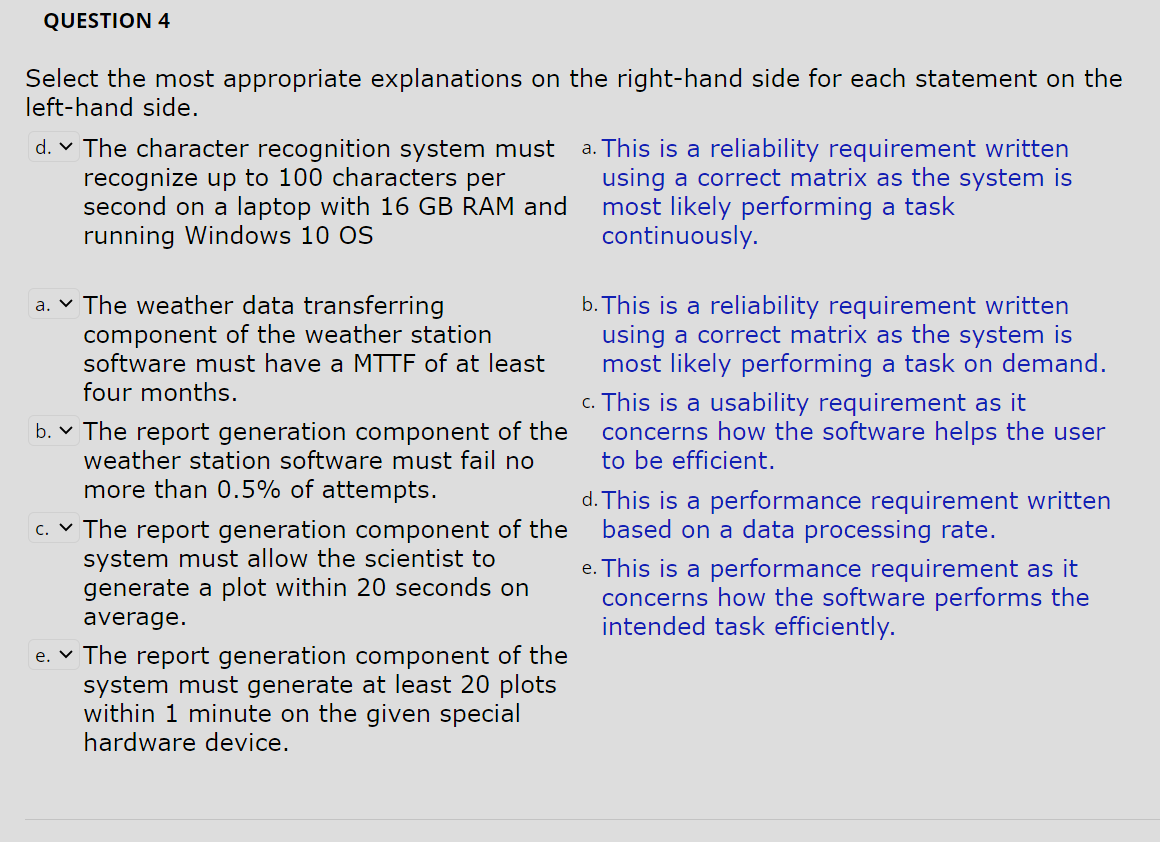 QUESTION 4
Select the most appropriate explanations on the right-hand side for each statement on the
left-hand side.
d. The character recognition system must
recognize up to 100 characters per
second on a laptop with 16 GB RAM and
running Windows 10 OS
a. The weather data transferring
component of the weather station
software must have a MTTF of at least
four months.
b. The report generation component of the
weather station software must fail no
more than 0.5% of attempts.
c. The report generation component of the
system must allow the scientist to
generate a plot within 20 seconds on
average.
e. The report generation component of the
system must generate at least 20 plots
within 1 minute on the given special
hardware device.
a. This is a reliability requirement written
using a correct matrix as the system is
most likely performing a task
continuously.
b. This is a reliability requirement written
using a correct matrix as the system is
most likely performing a task on demand.
c. This is a usability requirement as it
concerns how the software helps the user
to be efficient.
d. This is a performance requirement written
based on a data processing rate.
e. This is a performance requirement as it
concerns how the software performs the
intended task efficiently.